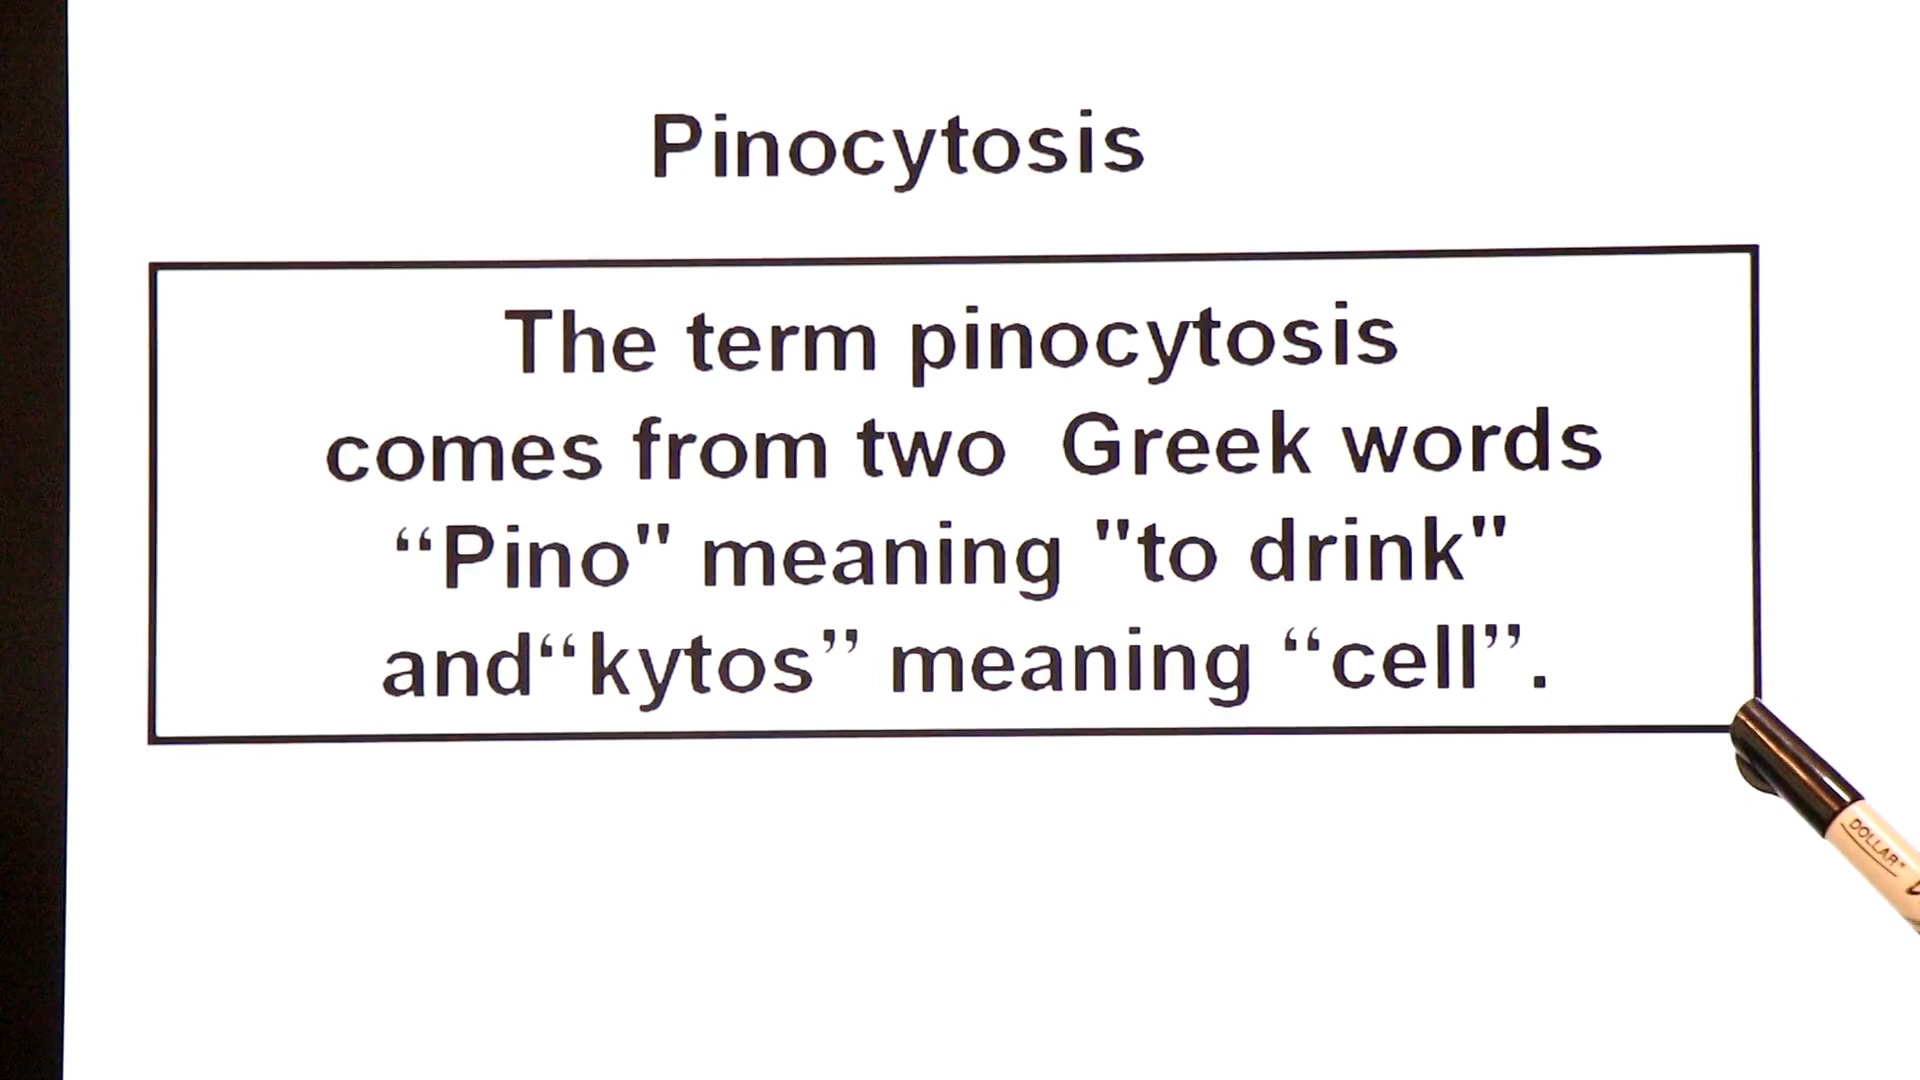 Pinocytosis
The term pinocytosis
comes from two  Greek words
“Pino" meaning "to drink"
and“kytos” meaning “cell”.
DOLLAR